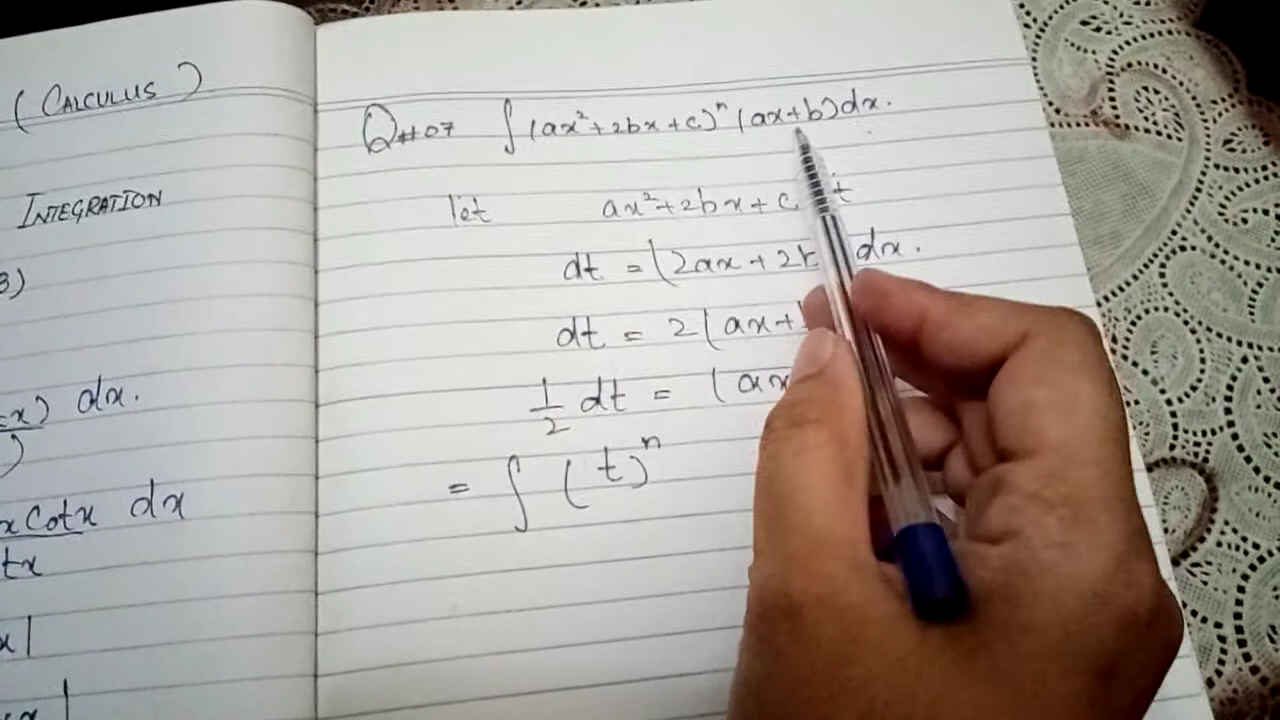 ( CALCULUS )
INTEGRATION
3)
-x) dx.
)
x Cotx dx
tx
x|
Q#07 ∫(ax²+2bx+c)ⁿ(ax+b)dx.
let ax²+2bx+c t
dt = (2ax+2b dx.
dt = 2(ax+
1/2 dt = (ax
= ∫(t)ⁿ